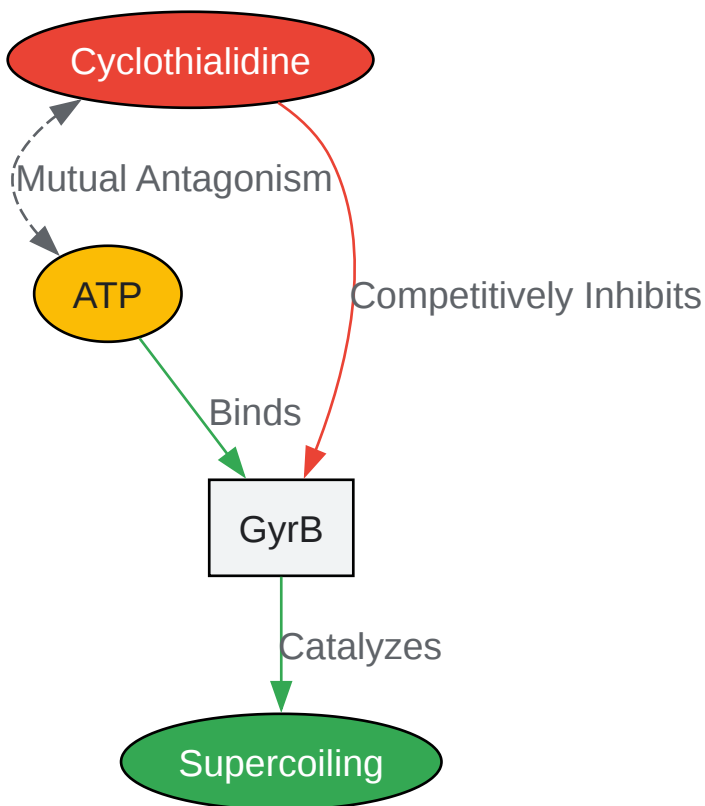 Cyclothialidine
Mutual Antagonism
ATP
Competitively Inhibits
Binds
GyrB
Catalyzes
Supercoiling